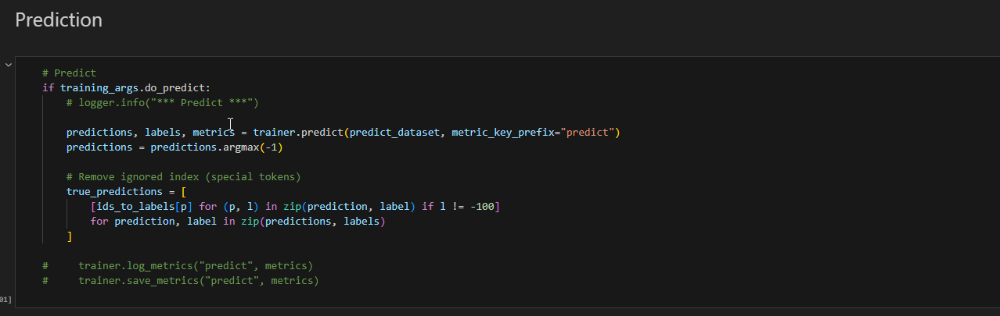 Prediction
# Predict
if training_args.do_predict:
# logger.info("*** Predict ***")
predictions, labels, metrics = trainer.predict(predict_dataset, metric_key_prefix="predict")
predictions = predictions.argmax(-1)
# Remove ignored index (special tokens)
true_predictions = [
[ids_to_labels[p] for (p, l) in zip(prediction, label) if l != -100]
for prediction, label in zip(predictions, labels)
]
# trainer.log_metrics("predict", metrics)
# trainer.save_metrics("predict", metrics)
01]